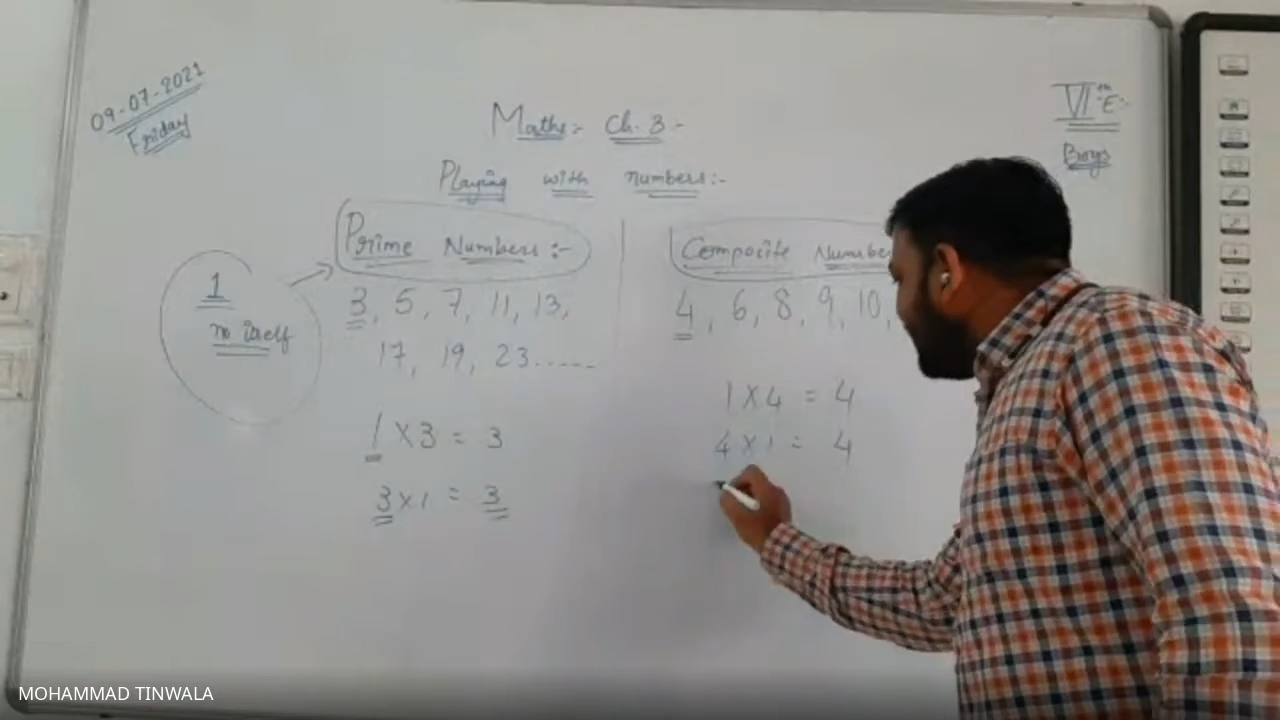 09-07-2021
Friday
VIth E:-
Boys
Maths:- Ch. 3:-
Playing with numbers:-
Prime Numbers:-
3, 5, 7, 11, 13,
17, 19, 23.....
1 × 3 = 3
3 × 1 = 3
1
itself
Composite Number
4, 6, 8, 9, 10,
1 × 4 = 4
4 × 1 = 4
MOHAMMAD TINWALA